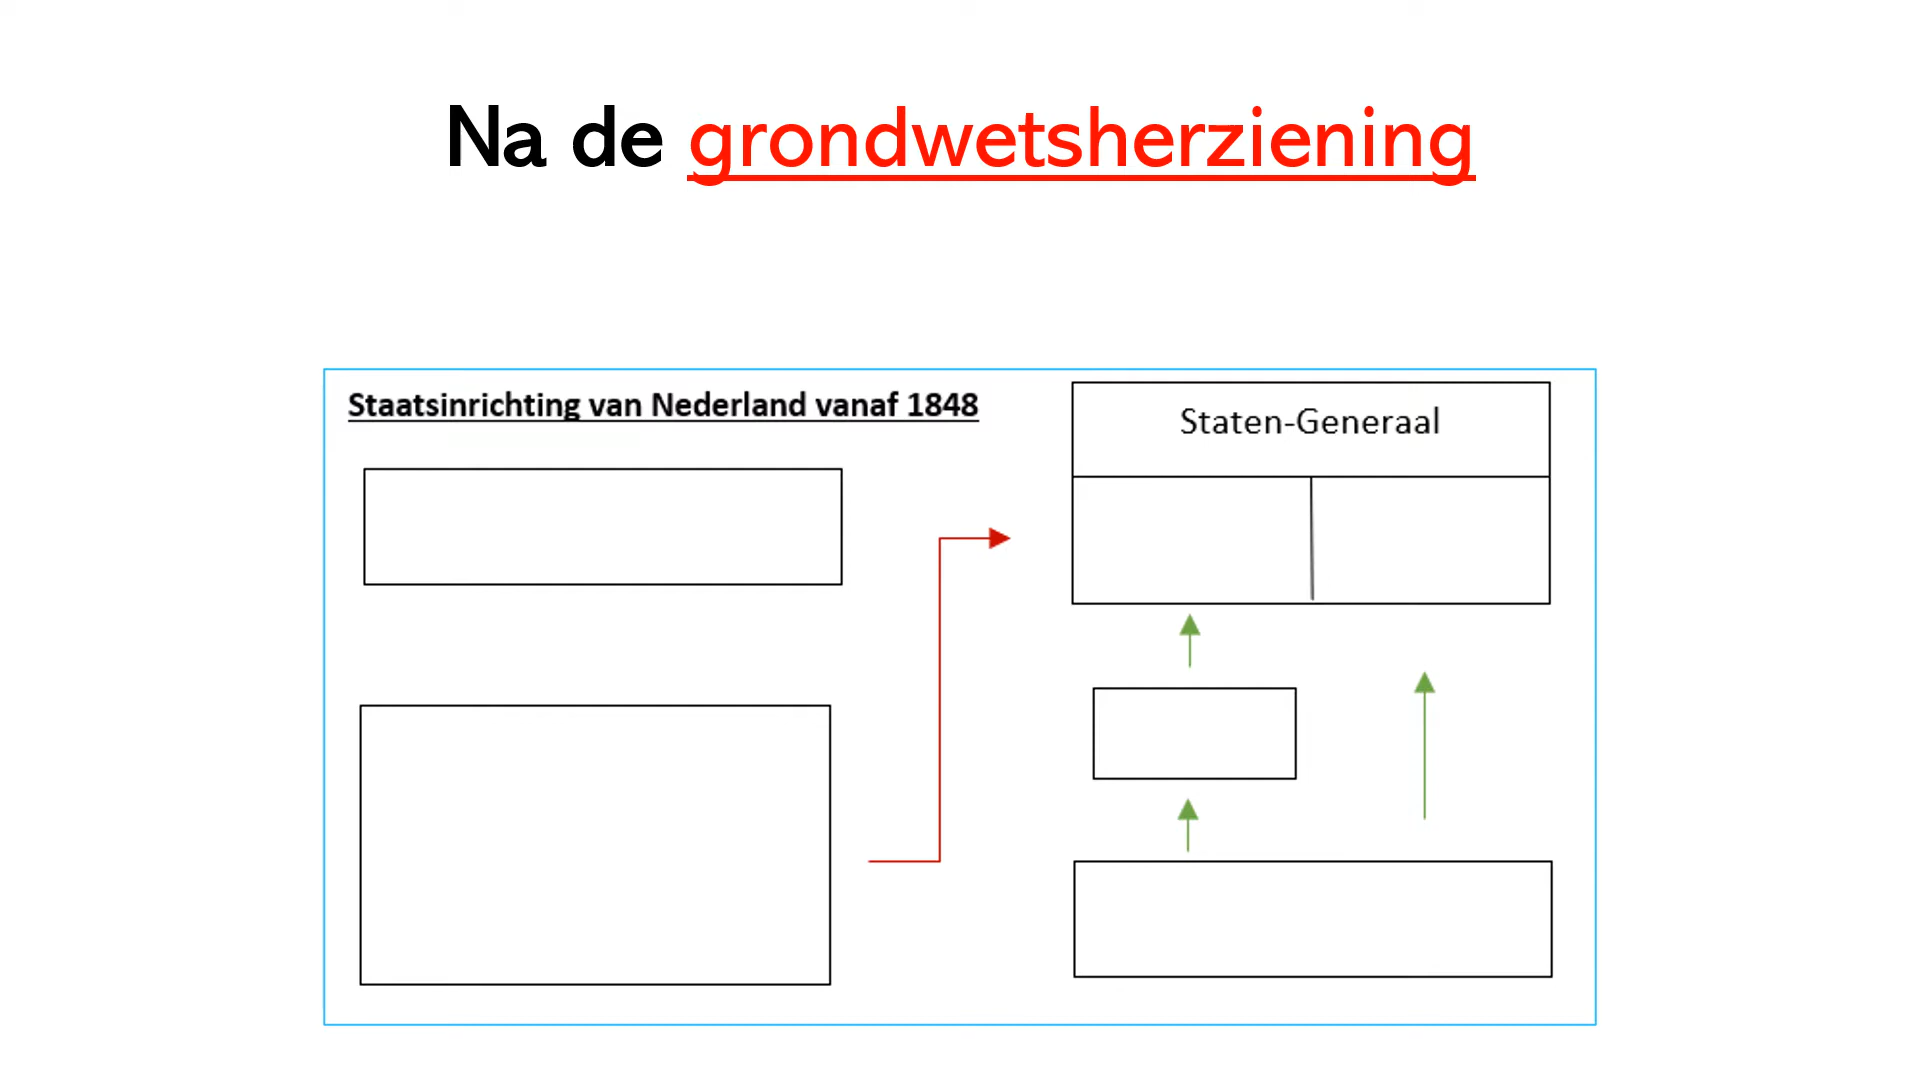 Na de grondwetsherziening
Staatsinrichting van Nederland vanaf 1848
Staten-Generaal